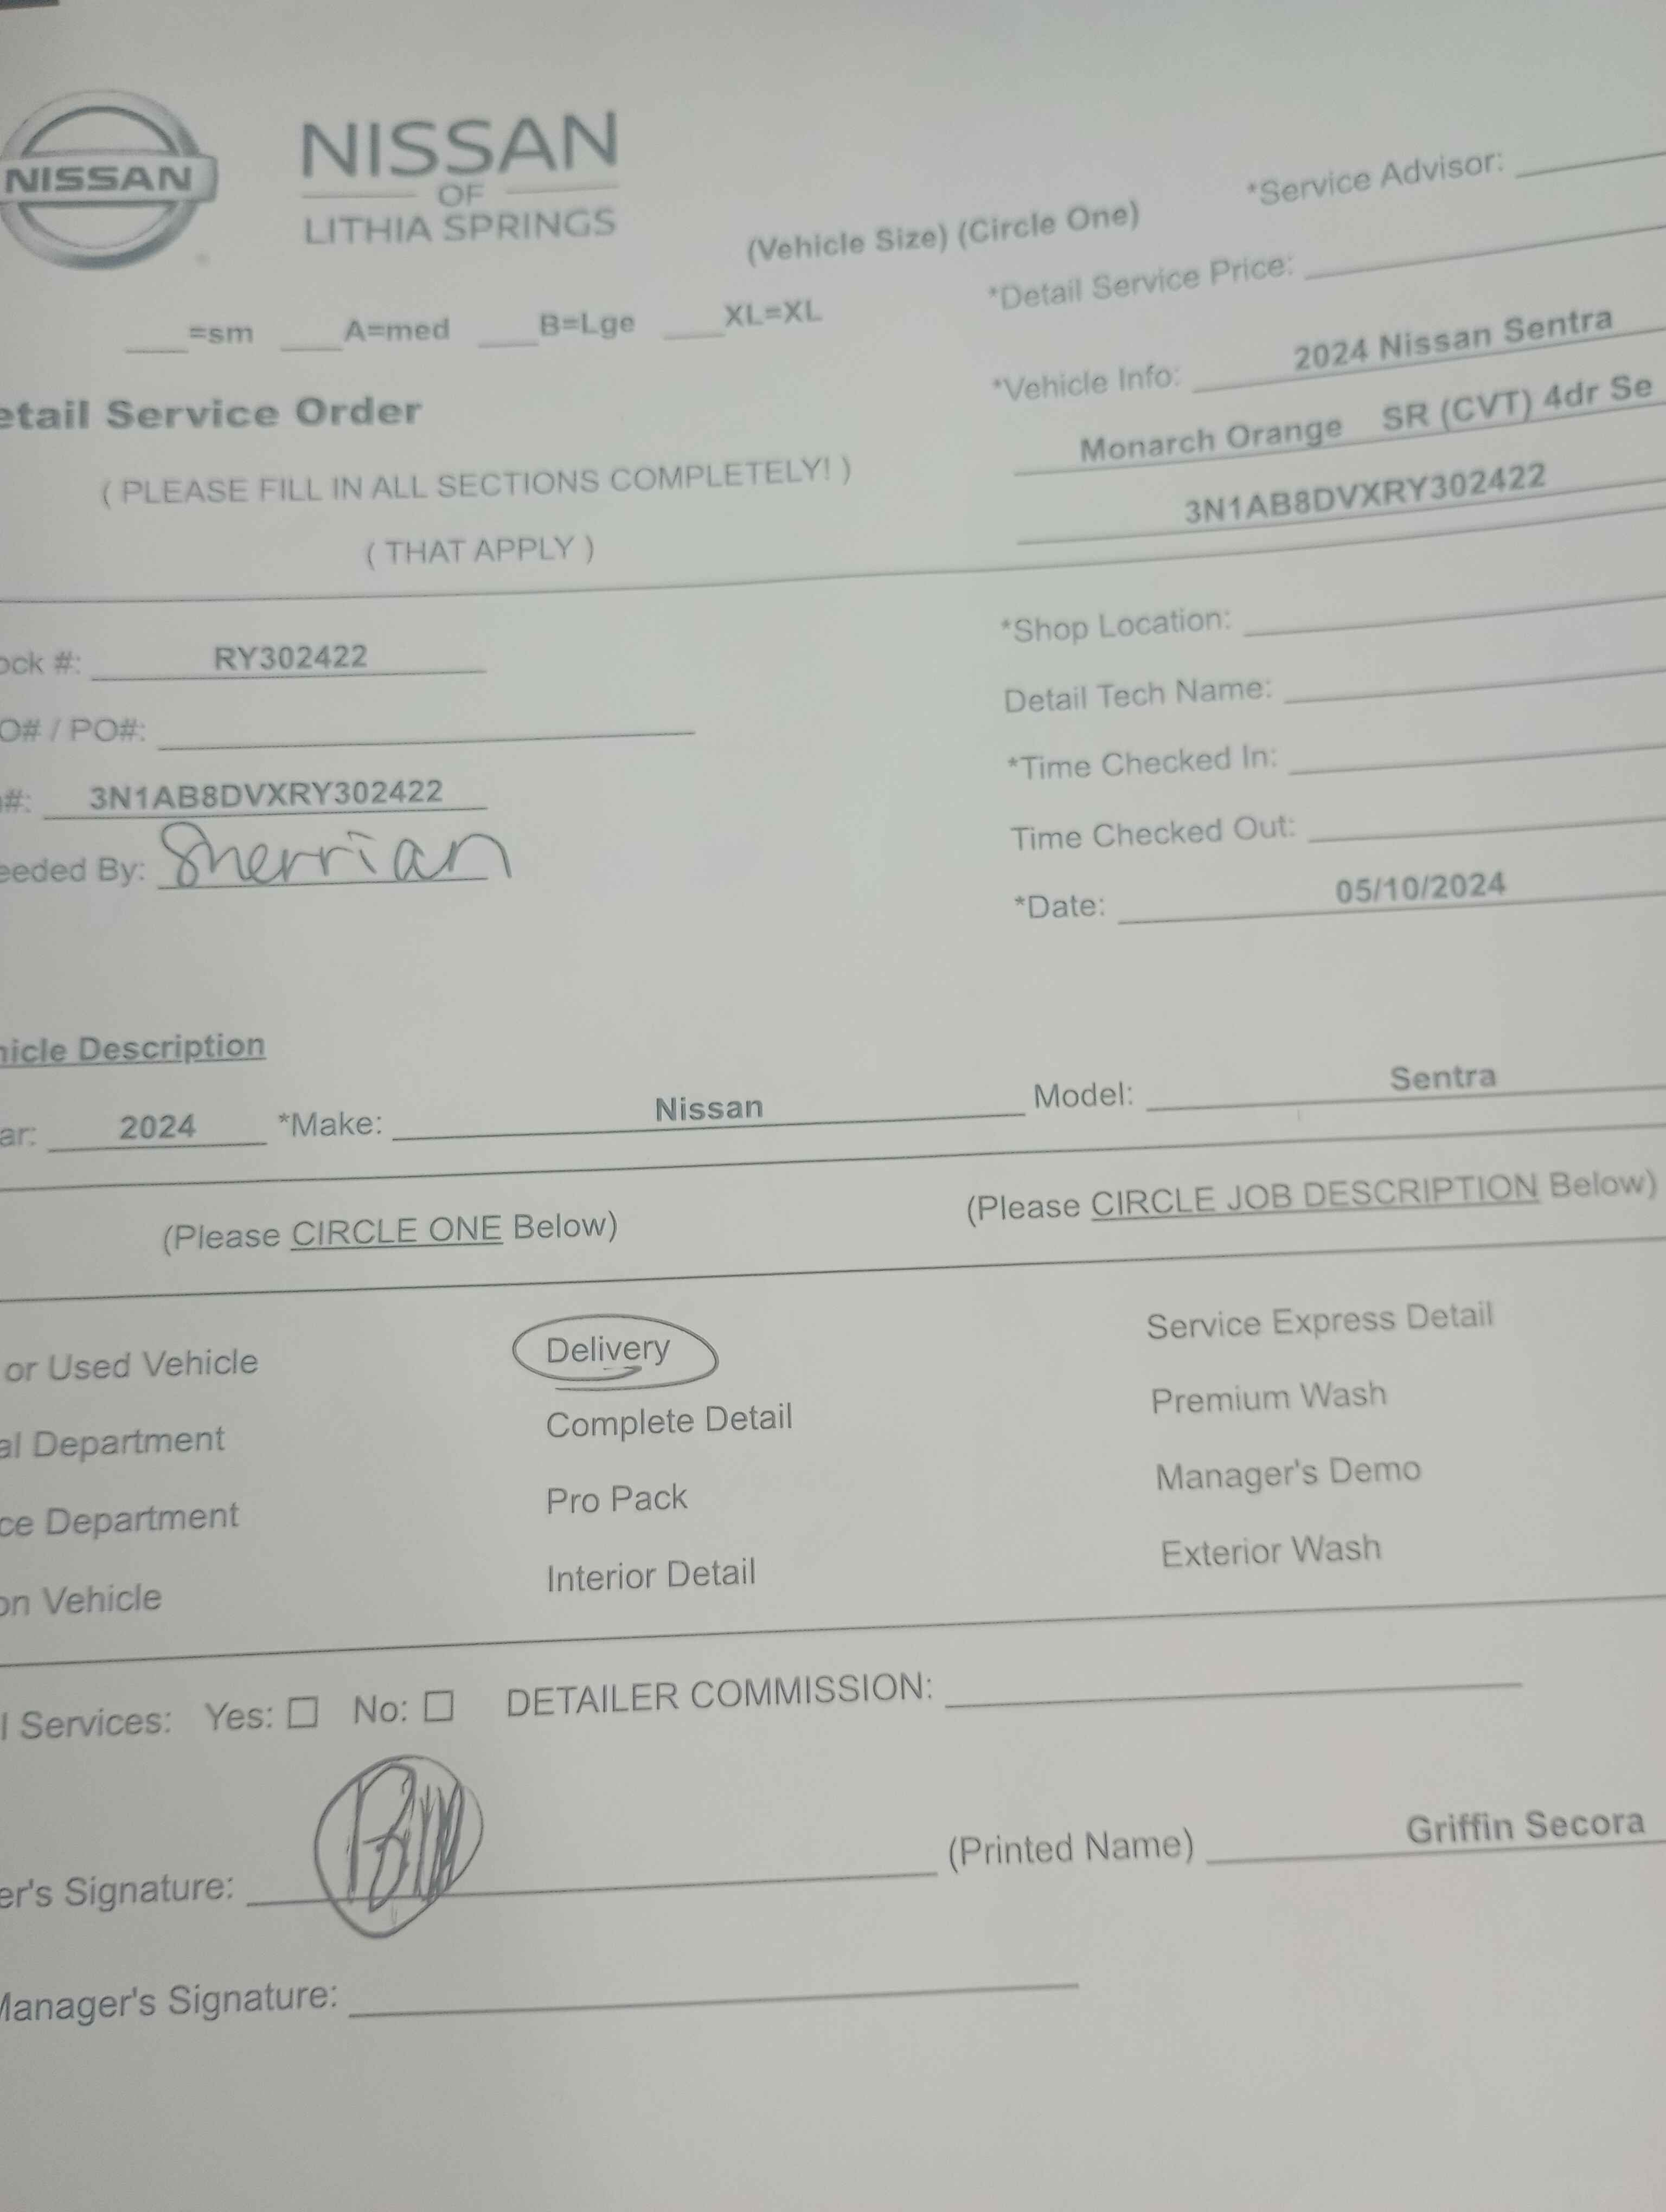 NISSAN
NISSAN
OF
LITHIA SPRINGS
*Service Advisor:
(Vehicle Size) (Circle One)
*Detail Service Price:
=sm A=med B=Lge XL=XL
*Vehicle Info: 2024 Nissan Sentra
etail Service Order
Monarch Orange SR (CVT) 4dr Se
( PLEASE FILL IN ALL SECTIONS COMPLETELY! )
3N1AB8DVXRY302422
( THAT APPLY )
ock #: RY302422
*Shop Location:
O# / PO#:
Detail Tech Name:
#: 3N1AB8DVXRY302422
*Time Checked In:
eeded By: Sherrian
Time Checked Out:
*Date: 05/10/2024
hicle Description
ar: 2024 *Make: Nissan Model: Sentra
(Please CIRCLE ONE Below) (Please CIRCLE JOB DESCRIPTION Below)
or Used Vehicle Delivery Service Express Detail
al Department Complete Detail Premium Wash
ce Department Pro Pack Manager's Demo
on Vehicle Interior Detail Exterior Wash
l Services: Yes: No: DETAILER COMMISSION:
er's Signature: (Printed Name) Griffin Secora
Manager's Signature: